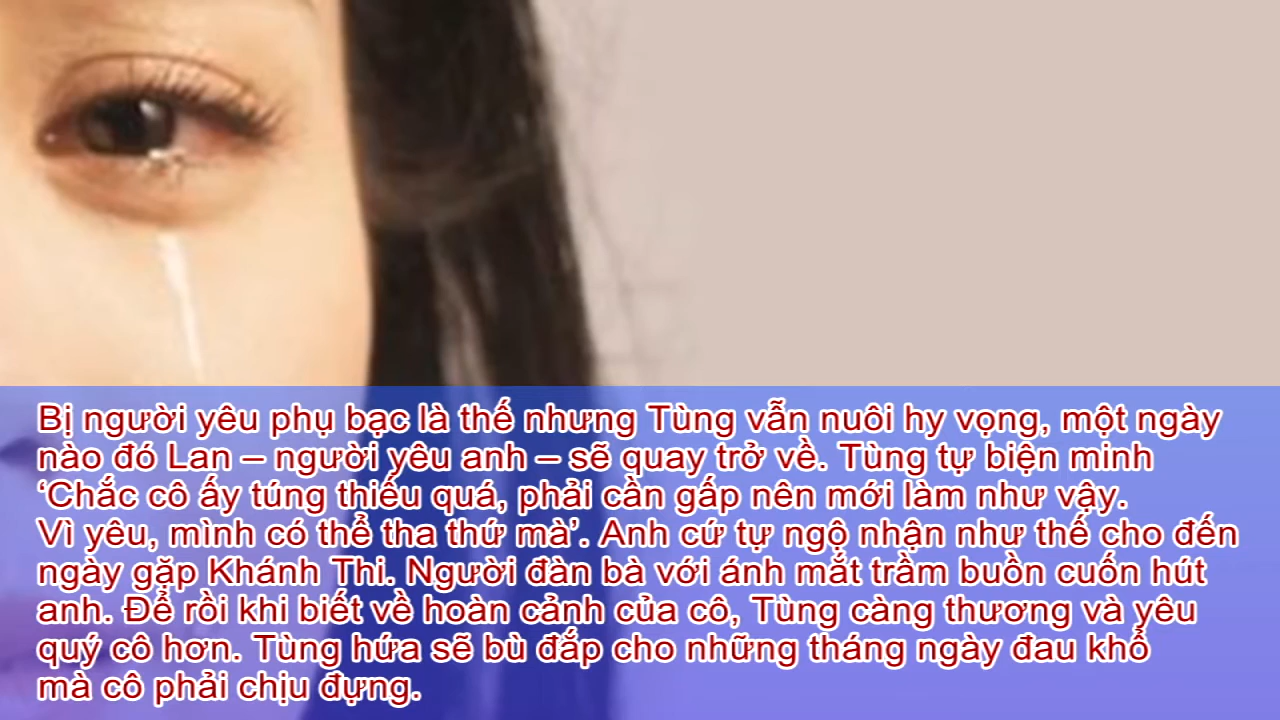 Bị người yêu phụ bạc là thế nhưng Tùng vẫn nuôi hy vọng, một ngày
nào đó Lan – người yêu anh – sẽ quay trở về. Tùng tự biện minh
‘Chắc cô ấy túng thiếu quá, phải cần gấp nên mới làm như vậy.
Vì yêu, mình có thể tha thứ mà’. Anh cứ tự ngộ nhận như thế cho đến
ngày gặp Khánh Thi. Người đàn bà với ánh mắt trầm buồn cuốn hút
anh. Để rồi khi biết về hoàn cảnh của cô, Tùng càng thương và yêu
quý cô hơn. Tùng hứa sẽ bù đắp cho những tháng ngày đau khổ
mà cô phải chịu đựng.